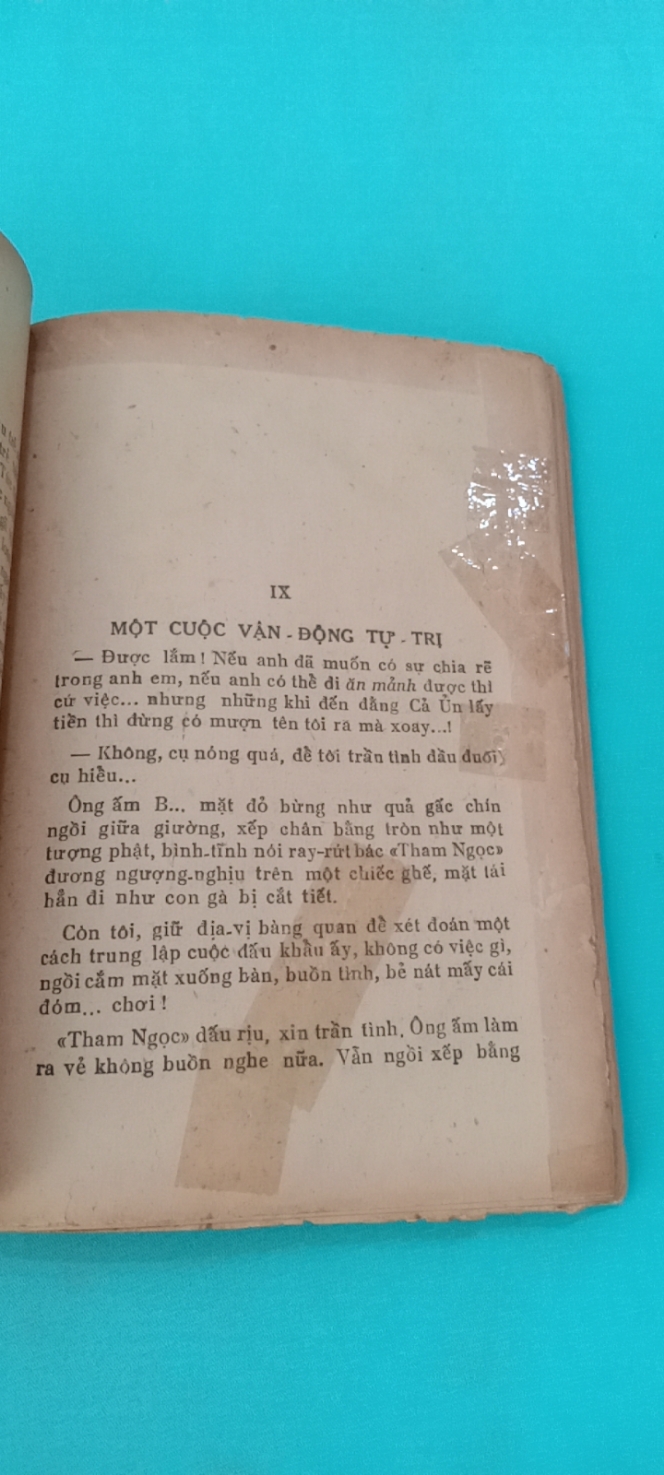 IX
MỘT CUỘC VẬN-ĐỘNG TỰ-TRỊ
— Được lắm! Nếu anh đã muốn có sự chia rẽ
trong anh em, nếu anh có thể đi ăn mảnh được thì
cứ việc... nhưng những khi đến đằng Cả Ủn lấy
tiền thì đừng có mượn tên tôi ra mà xoay...!
— Không, cụ nóng quá, để tôi trần tình đầu đuôi
cụ hiểu...
Ông ấm B... mặt đỏ bừng như quả gấc chín
ngồi giữa giường, xếp chân bằng tròn như một
tượng phật, bình-tĩnh nói ray-rứt bác «Tham Ngọc»
đương ngượng-nghịu trên một chiếc ghế, mặt tái
hẳn đi như con gà bị cắt tiết.
Còn tôi, giữ địa-vị bàng quan để xét đoán một
cách trung lập cuộc đấu khẩu ấy, không có việc gì,
ngồi cắm mặt xuống bàn, buồn tình, bẻ nát mấy cái
đóm... chơi!
«Tham Ngọc» dấu rịu, xin trần tình. Ông ấm làm
ra vẻ không buồn nghe nữa. Vẫn ngồi xếp bằng